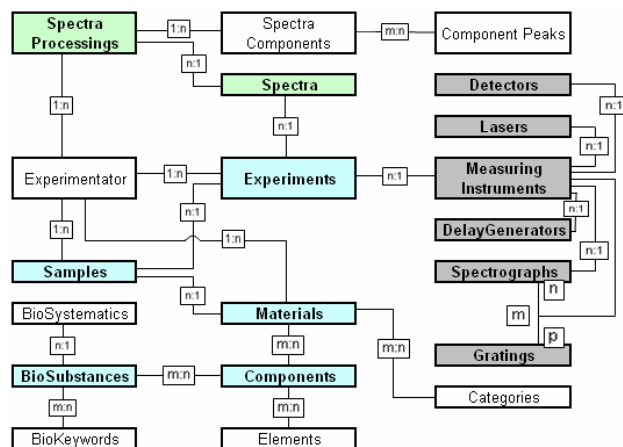 Spectra
Processings
1:n
Spectra
Components
m:n
Component Peaks
n:1
Spectra
Detectors
n:1
1:n
n:1
Lasers
n:1
Experimentator
1:n
Experiments
n:1
Measuring
Instruments
n:1
1:n
n:1
DelayGenerators
n:1
1:n
Samples
Spectrographs
n
n:1
BioSystematics
Materials
m
p
n:1
m:n
m:n
Gratings
BioSubstances
m:n
Components
Categories
m:n
m:n
BioKeywords
Elements